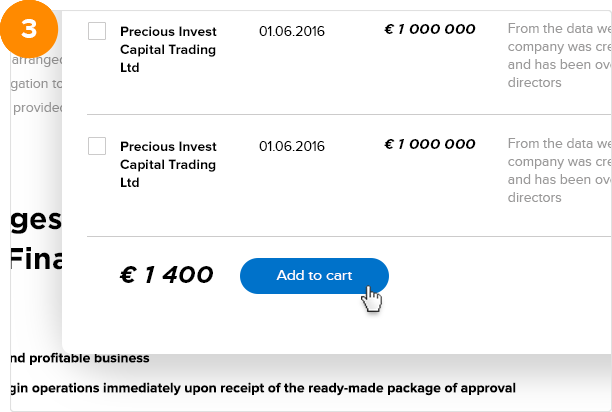 3
Precious Invest 01.06.2016 € 1 000 000 From the data we
Capital Trading company was cre
Ltd and has been ov
directors
arranged
gation to
provided
Precious Invest 01.06.2016 € 1 000 000 From the data we
Capital Trading company was cre
Ltd and has been ov
directors
ges
Fina
€ 1 400 Add to cart
nd profitable business
gin operations immediately upon receipt of the ready-made package of approval